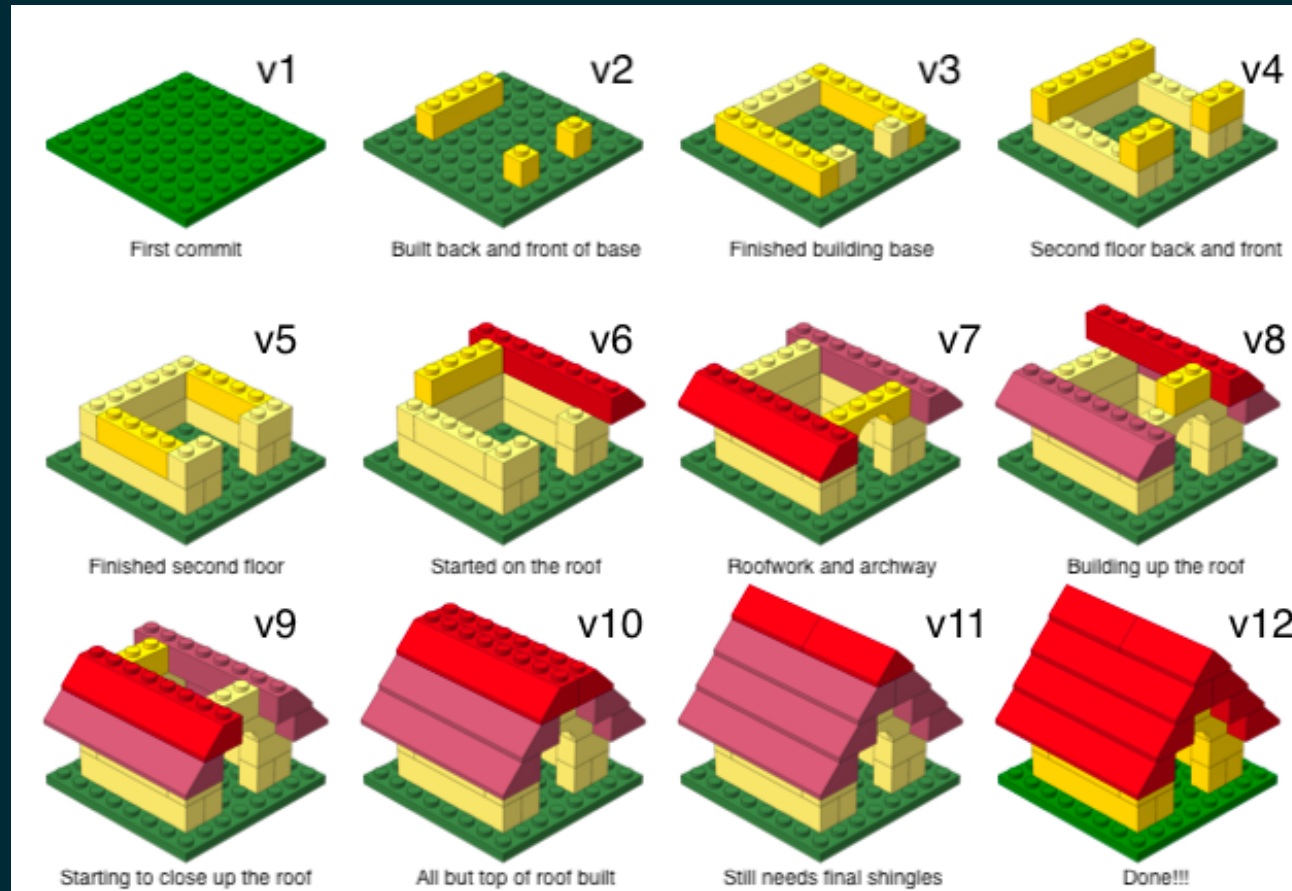 v1
First commit
v2
Built back and front of base
v3
Finished building base
v4
Second floor back and front
v5
Finished second floor
v6
Started on the roof
v7
Roofwork and archway
v8
Building up the roof
v9
Starting to close up the roof
v10
All but top of roof built
v11
Still needs final shingles
v12
Done!!!